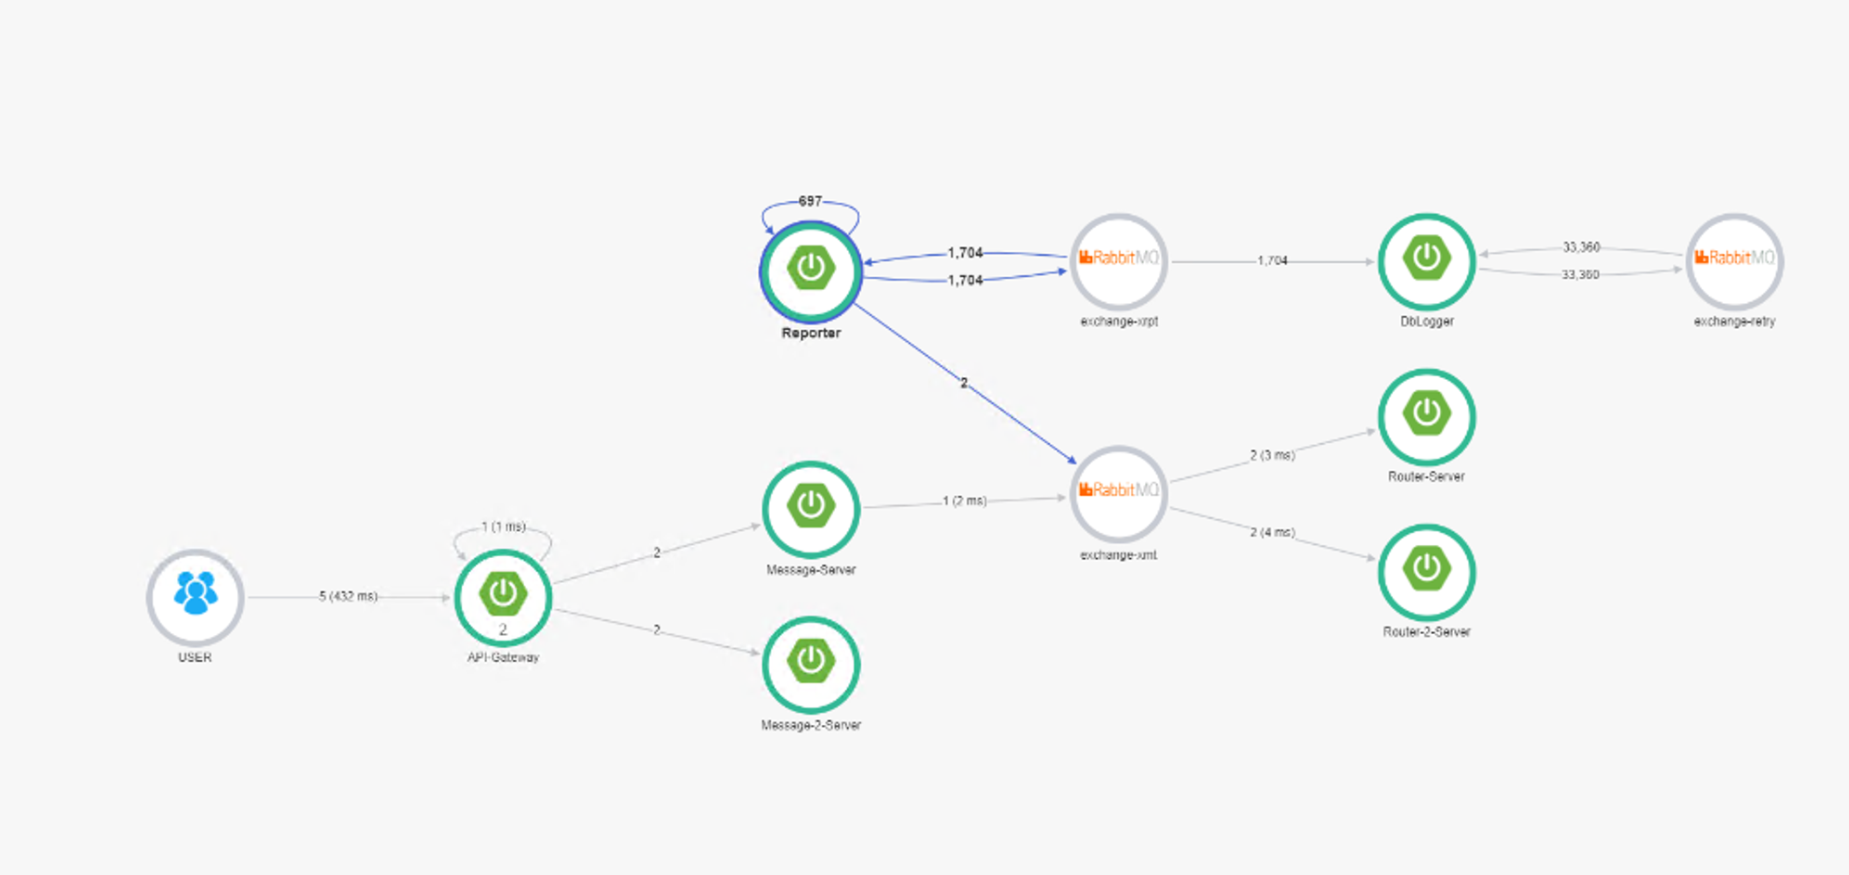 697
1,704
1,704
Reporter
RabbitMQ
exchange-xrpt
1,704
DbLogger
33,360
33,360
RabbitMQ
exchange-retry
2
Router-Server
2 (3 ms)
RabbitMQ
exchange-xmt
2 (4 ms)
Router-2-Server
1 (2 ms)
Message-Server
1 (1 ms)
2
2
5 (432 ms)
USER
2
API-Gateway
Message-2-Server